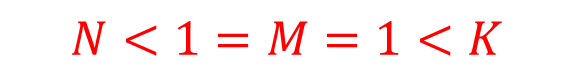 N < 1 = M = 1 < K